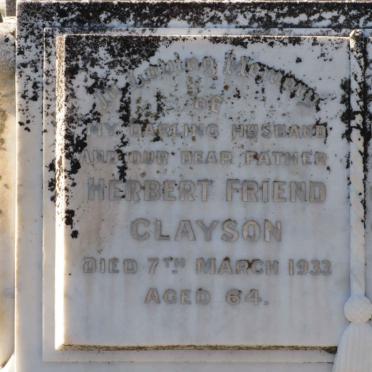 In Loving Memory
OF
MY DARLING HUSBAND
AND OUR DEAR FATHER
HERBERT FRIEND
CLAYSON
DIED 7TH MARCH 1933
AGED 64.